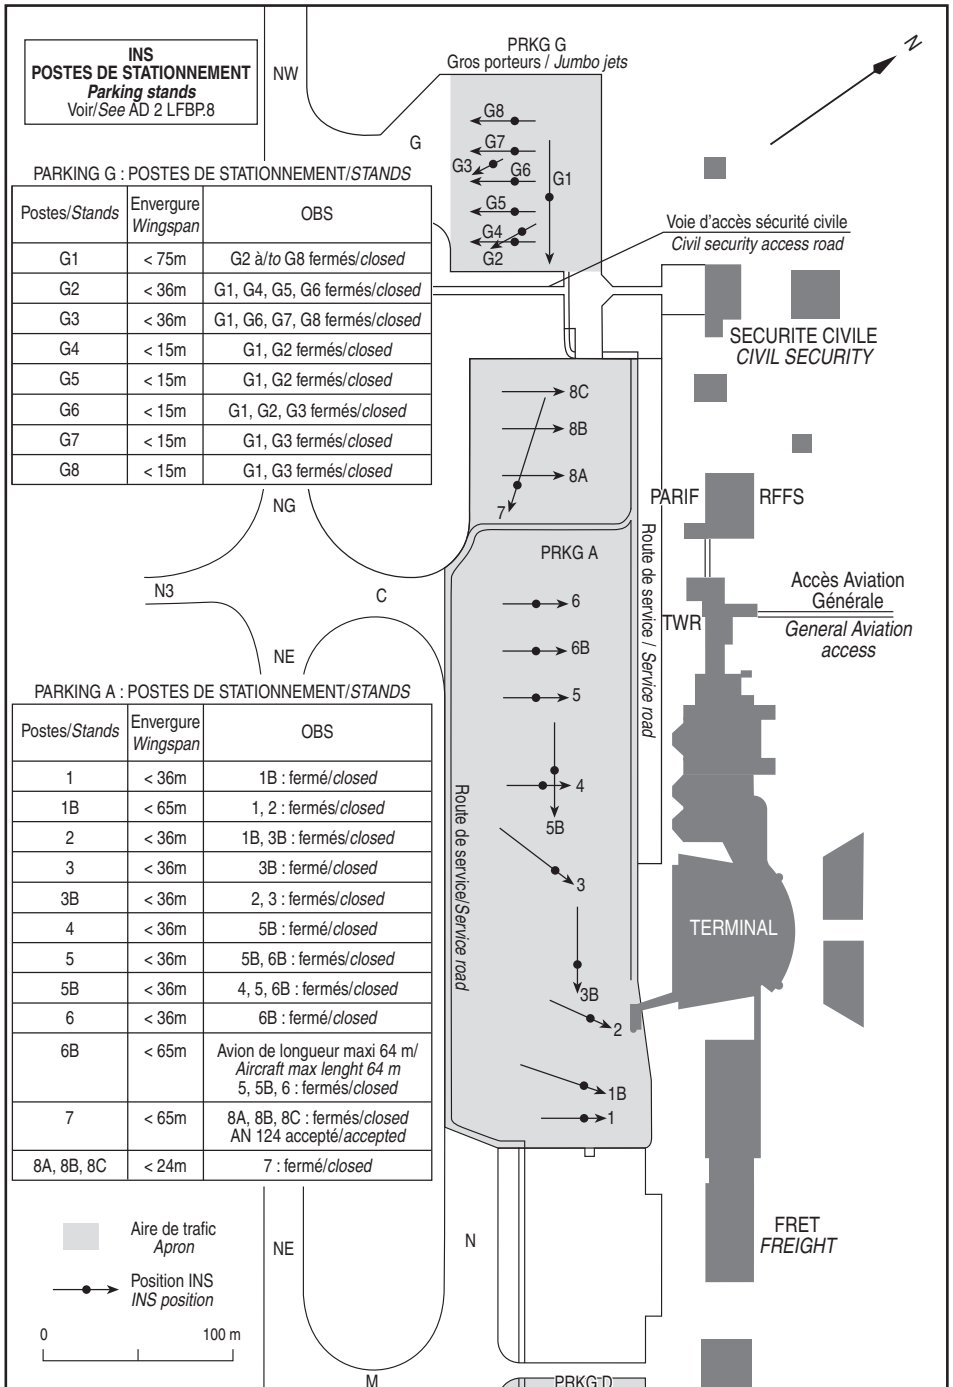 INS
POSTES DE STATIONNEMENT
Parking stands
Voir/See AD 2 LFBP.8
NW
PRKG G
Gros porteurs / Jumbo jets
N
G
G8
G7
G3
G6
G1
G5
G4
G2
Voie d'accès sécurité civile
Civil security access road
PARKING G : POSTES DE STATIONNEMENT/STANDS
Postes/Stands Envergure Wingspan OBS
G1 < 75m G2 à/to G8 fermés/closed
G2 < 36m G1, G4, G5, G6 fermés/closed
G3 < 36m G1, G6, G7, G8 fermés/closed
G4 < 15m G1, G2 fermés/closed
G5 < 15m G1, G2 fermés/closed
G6 < 15m G1, G2, G3 fermés/closed
G7 < 15m G1, G3 fermés/closed
G8 < 15m G1, G3 fermés/closed
SECURITE CIVILE
CIVIL SECURITY
8C
8B
8A
7
NG
PARIF
RFFS
PRKG A
Route de service / Service road
N3
C
6
TWR
Accès Aviation
Générale
General Aviation
access
NE
6B
5
4
5B
3
3B
2
1B
1
Route de service/Service road
TERMINAL
PARKING A : POSTES DE STATIONNEMENT/STANDS
Postes/Stands Envergure Wingspan OBS
1 < 36m 1B : fermé/closed
1B < 65m 1, 2 : fermés/closed
2 < 36m 1B, 3B : fermés/closed
3 < 36m 3B : fermé/closed
3B < 36m 2, 3 : fermés/closed
4 < 36m 5B : fermé/closed
5 < 36m 5B, 6B : fermés/closed
5B < 36m 4, 5, 6B : fermés/closed
6 < 36m 6B : fermé/closed
6B < 65m Avion de longueur maxi 64 m/
Aircraft max lenght 64 m
5, 5B, 6 : fermés/closed
7 < 65m 8A, 8B, 8C : fermés/closed
AN 124 accepté/accepted
8A, 8B, 8C < 24m 7 : fermé/closed
Aire de trafic
Apron
Position INS
INS position
0 100 m
NE
N
M
FRET
FREIGHT
PRKG D